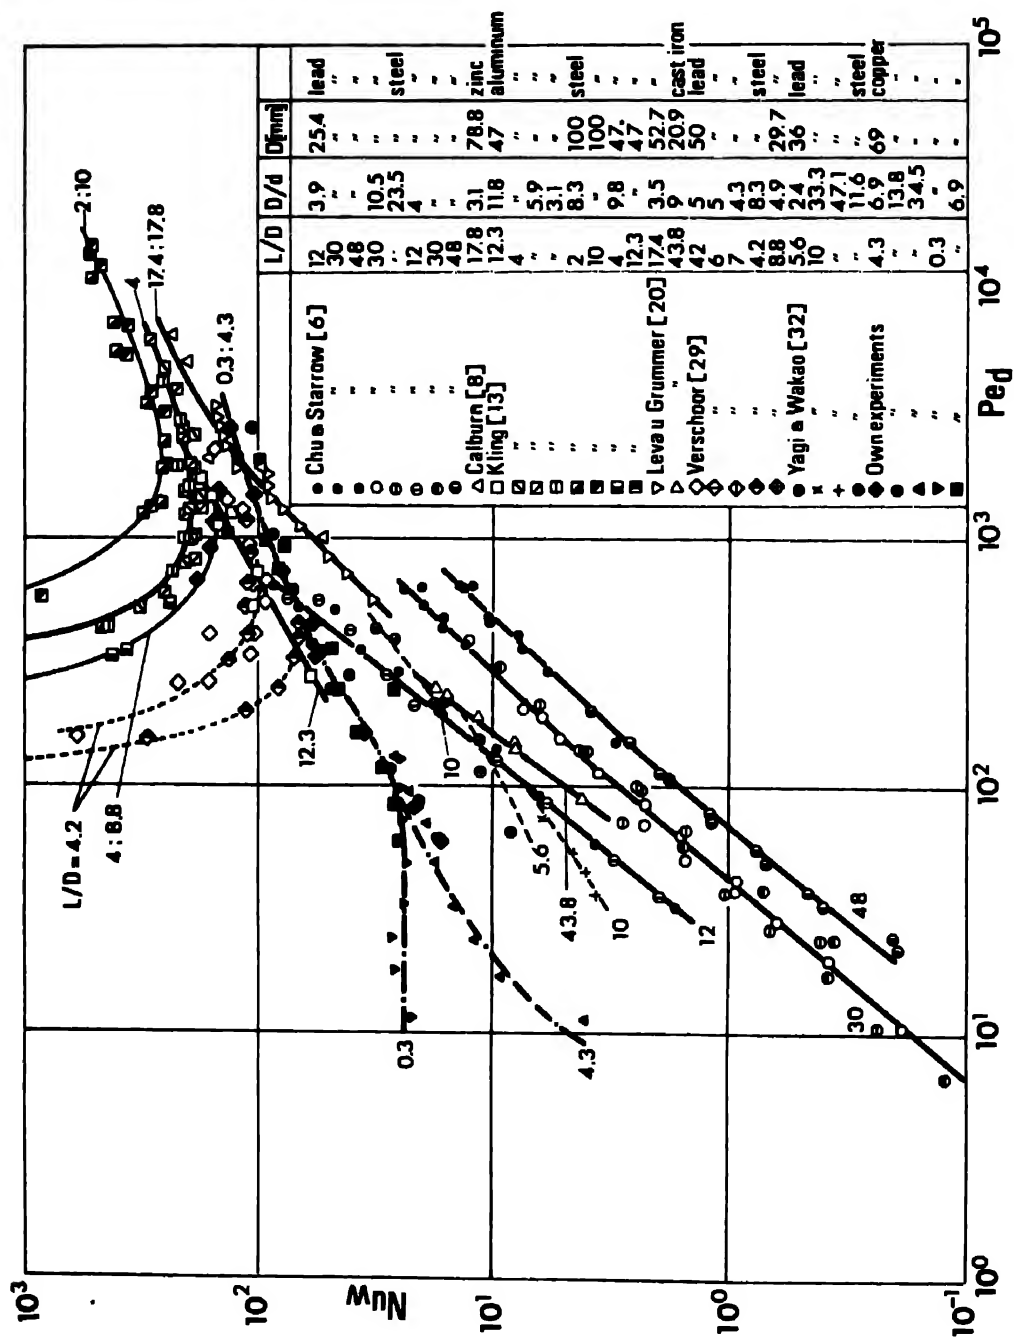 10³
10²
10¹
10⁰
10⁻¹
Nuw
2:10
4
17.4:17.8
0.3:4.3
L/D=4.2
4:8.8
12.3
10
5.6
43.8
10
12
0.3
4.3
30
48
L/D D/d D[mm]
Chu & Starrow [6] 12 3.9 25.4 lead
" 30 " " "
" 48 " " "
" 30 10.5 " "
" " 23.5 " steel
" 12 4 " "
" 30 " " "
" 48 " " "
Calburn [8] 17.8 3.1 78.8 zinc
Kling [13] 12.3 11.8 47 aluminum
" 4 " " "
" " 5.9 " "
" " 3.1 " "
" 2 8.3 100 steel
" 10 " 100 "
" 4 9.8 47. "
" 12.3 " 47 "
Leva u Grummer [20] 17.4 3.5 52.7 "
" 43.8 9 20.9 cast iron
Verschoor [29] 42 5 50 lead
" 6 5 " "
" 7 4.3 " "
" 4.2 8.3 " steel
" 8.8 4.9 29.7 "
Yagi & Wakao [32] 5.6 2.4 36 lead
" 10 33.3 " "
" " 47.1 " "
" " 11.6 " steel
Own experiments 4.3 6.9 69 copper
" " 13.8 " "
" " 34.5 " "
" 0.3 " " "
" " 6.9 " "
10⁰
10¹
10²
10³
10⁴
10⁵
Ped